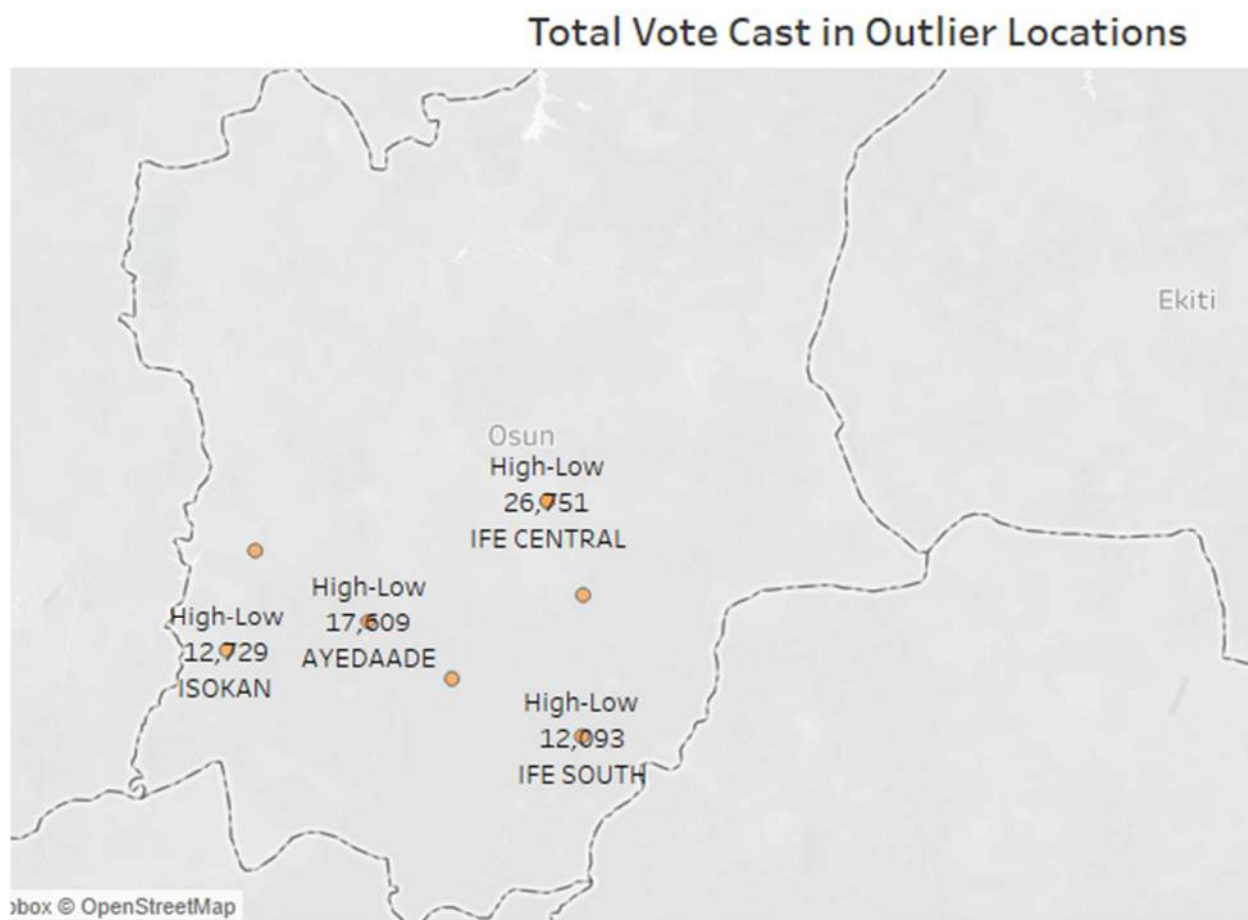 Total Vote Cast in Outlier Locations
Ekiti
Osun
High-Low
26,751
IFE CENTRAL
High-Low
17,609
AYEDAADE
High-Low
12,729
ISOKAN
High-Low
12,093
IFE SOUTH
obox © OpenStreetMap